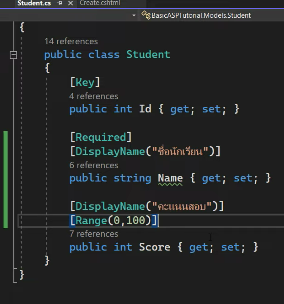 Student.cs
Create.cshtml
BasicASPTutorial.Models.Student
{
14 references
public class Student
{
[Key]
4 references
public int Id { get; set; }
[Required]
[DisplayName("ชื่อนักเรียน")]
6 references
public string Name { get; set; }
[DisplayName("คะแนนสอบ")]
[Range(0,100)]
7 references
public int Score { get; set; }
}
}